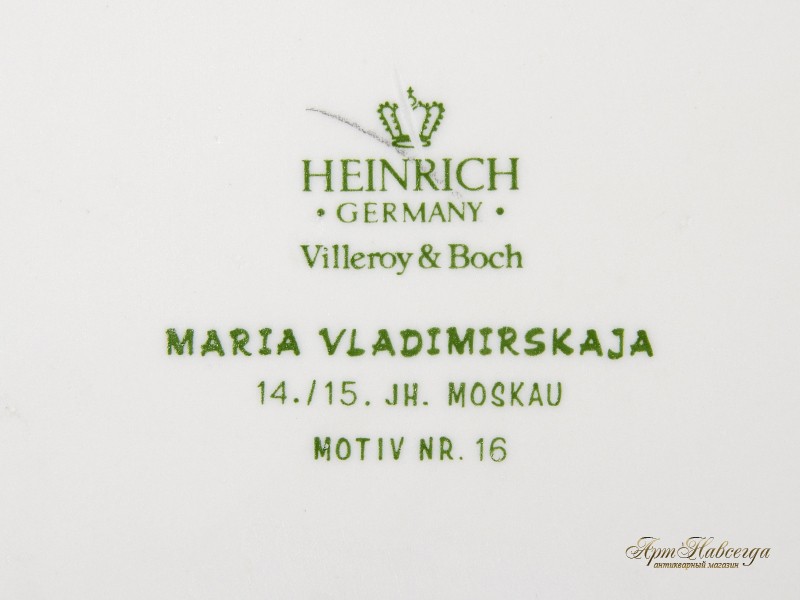 HEINRICH
• GERMANY •
Villeroy & Boch
MARIA VLADIMIRSKAJA
14./15. JH. MOSKAU
MOTIV NR. 16
АртНавсегда
антикварный магазин